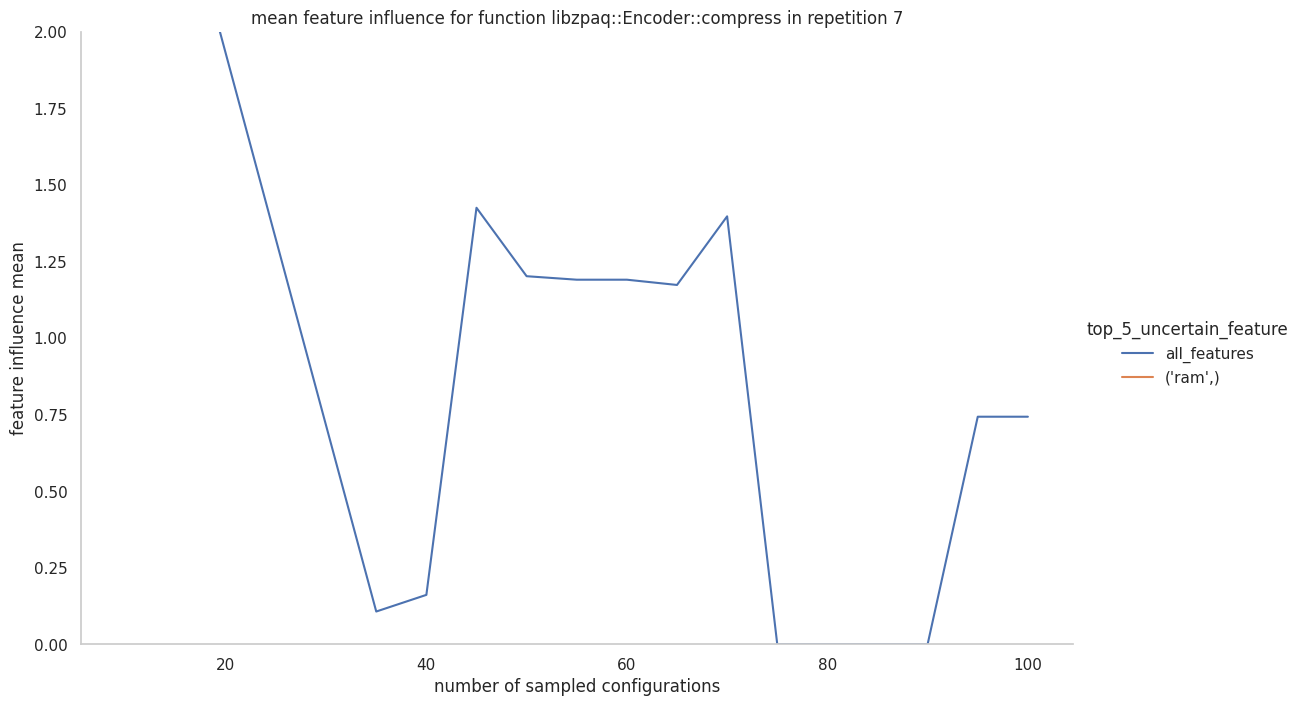 mean feature influence for function libzpaq::Encoder::compress in repetition 7
2.00
1.75
1.50
1.25
1.00
0.75
0.50
0.25
0.00
feature influence mean
20 40 60 80 100
number of sampled configurations
top_5_uncertain_feature
all_features
('ram',)